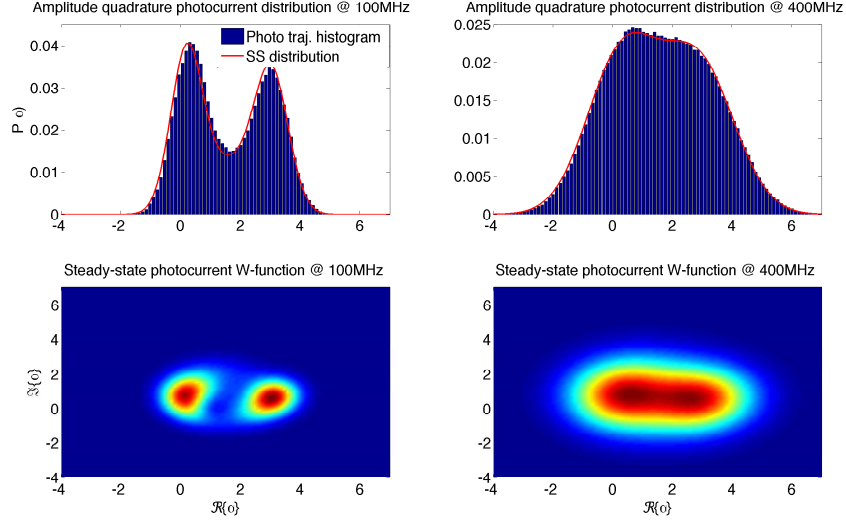 Amplitude quadrature photocurrent distribution @ 100MHz
0.04
0.03
0.02
0.01
0
P o)
Photo traj. histogram
SS distribution
-4 -2 0 2 4 6
Amplitude quadrature photocurrent distribution @ 400MHz
0.025
0.02
0.015
0.01
0.005
0
-4 -2 0 2 4 6
Steady-state photocurrent W-function @ 100MHz
6
4
2
0
-2
-4
ℑ{o}
-4 -2 0 2 4 6
ℜ{o}
Steady-state photocurrent W-function @ 400MHz
6
4
2
0
-2
-4
-4 -2 0 2 4 6
ℜ{o}